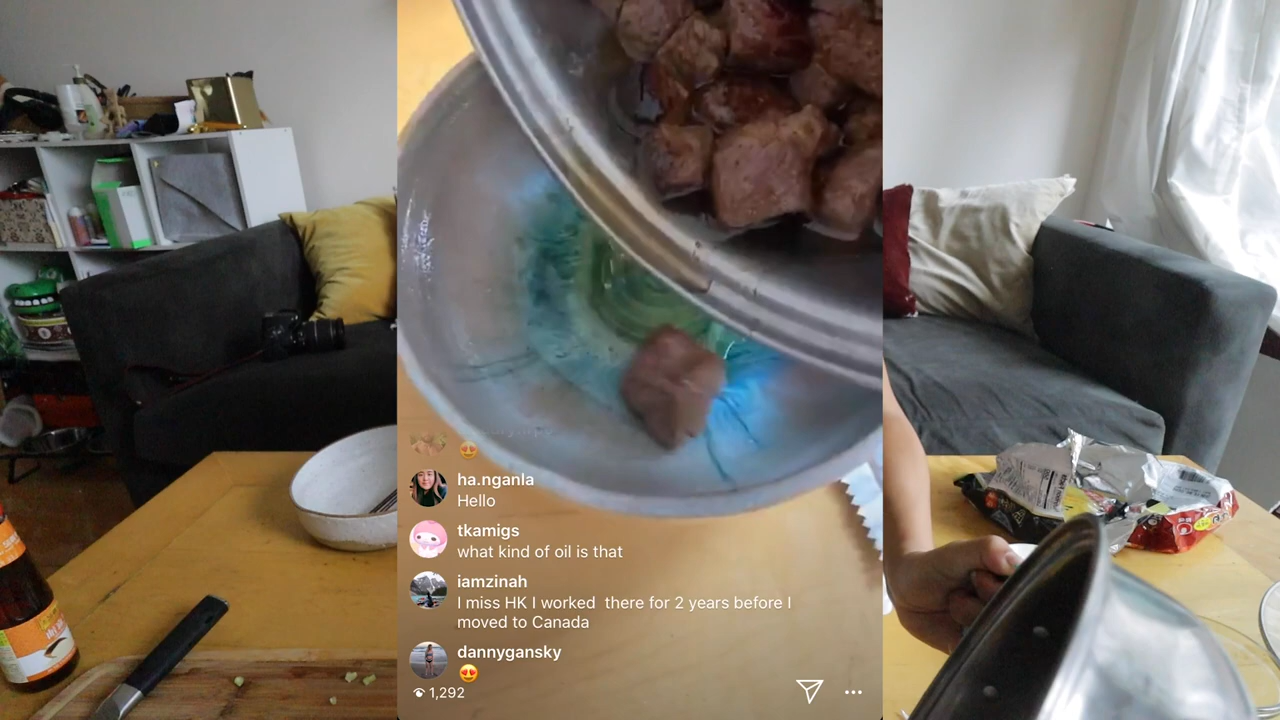 ha.nganla
Hello
tkamigs
what kind of oil is that
iamzinah
I miss HK I worked there for 2 years before I
moved to Canada
dannygansky
1,292